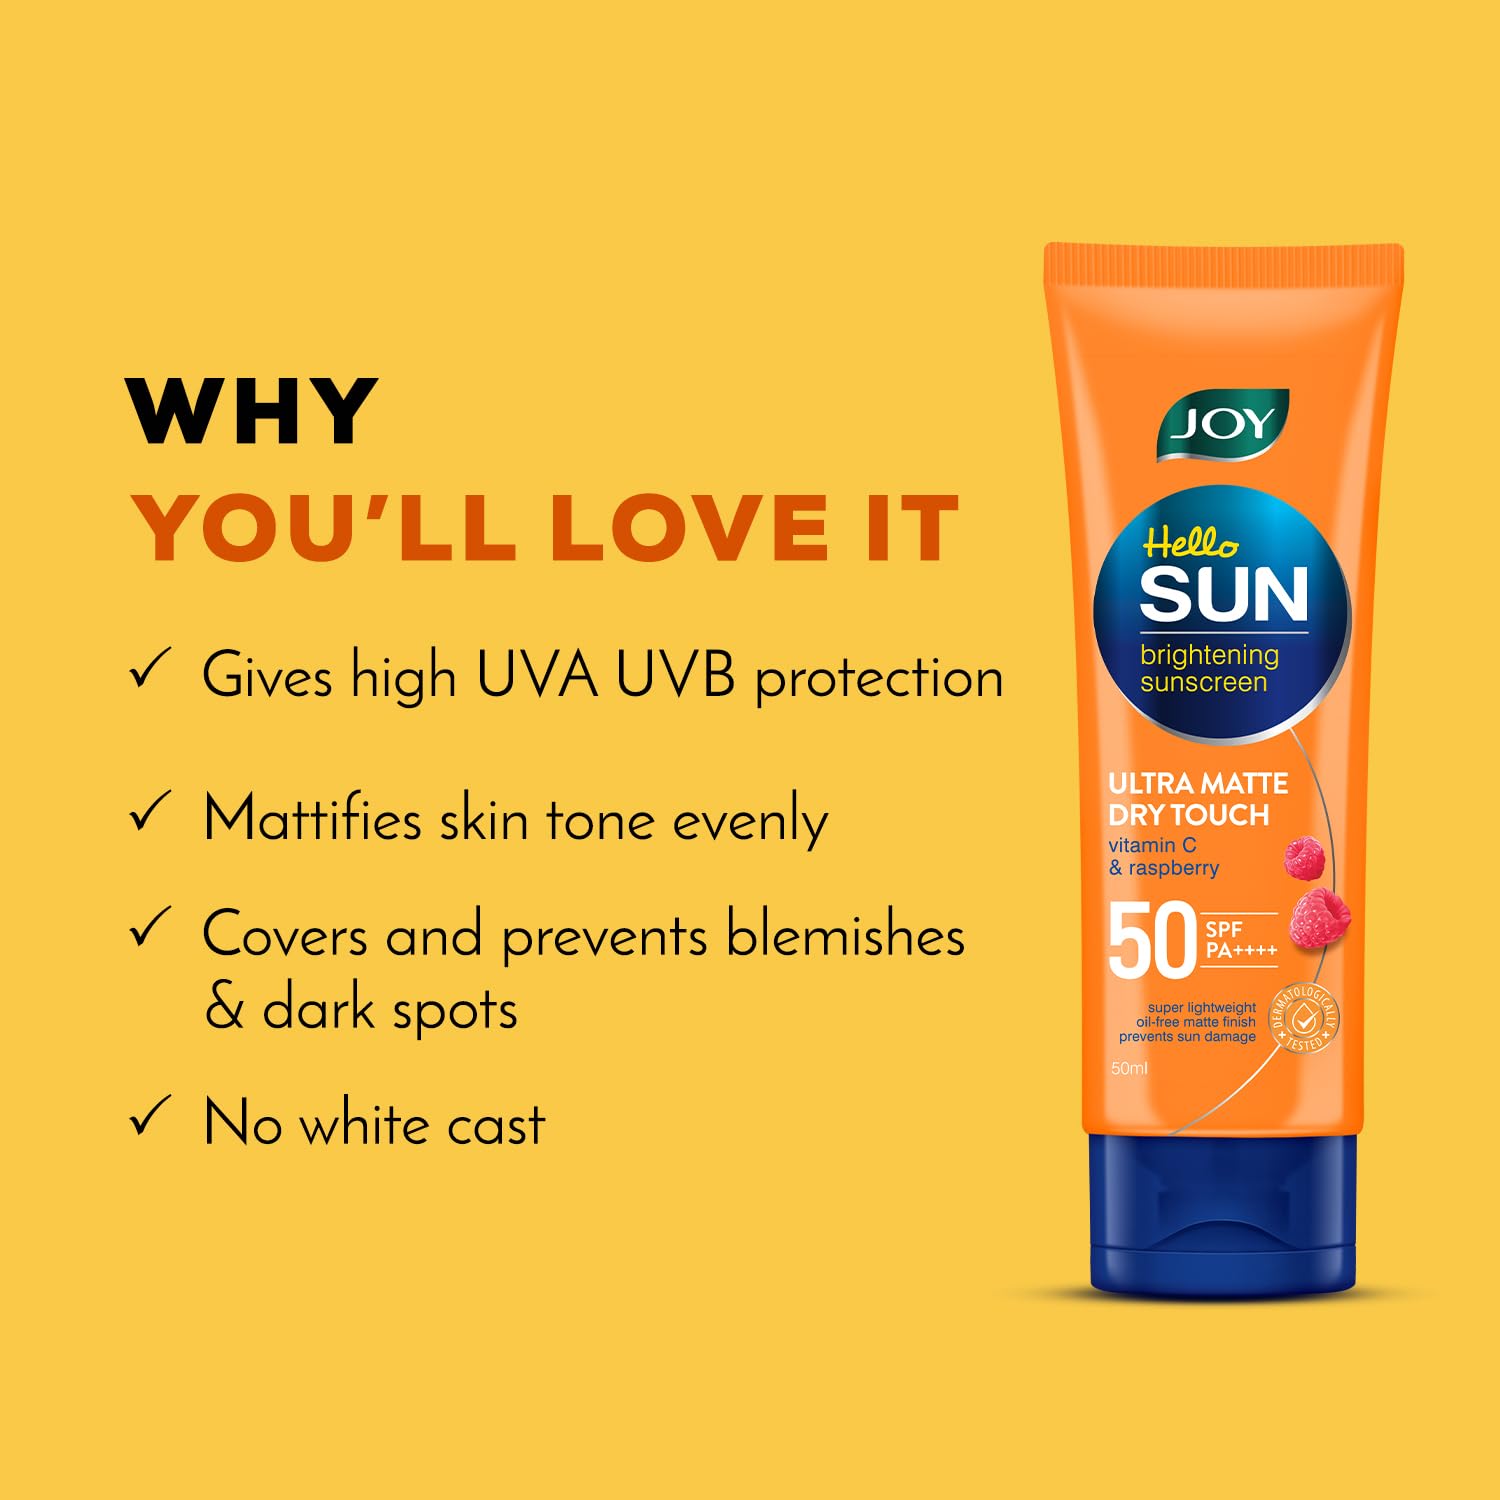 WHY
YOU'LL LOVE IT
✓ Gives high UVA UVB protection
✓ Mattifies skin tone evenly
✓ Covers and prevents blemishes
& dark spots
✓ No white cast
JOY
Hello
SUN
brightening
sunscreen
ULTRA MATTE
DRY TOUCH
vitamin C
& raspberry
50 SPF
PA++++
super lightweight
oil-free matte finish
prevents sun damage
DERMATOLOGICALLY
+ TESTED +
50ml